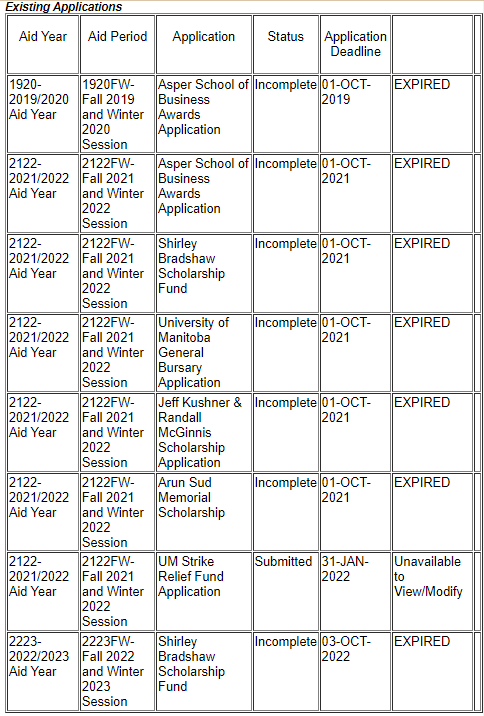 Existing Applications
Aid Year Aid Period Application Status Application
Deadline
1920- 1920FW- Asper School of Incomplete 01-OCT- EXPIRED
2019/2020 Fall 2019 Business 2019
Aid Year and Winter Awards
2020 Application
Session
2122- 2122FW- Asper School of Incomplete 01-OCT- EXPIRED
2021/2022 Fall 2021 Business 2021
Aid Year and Winter Awards
2022 Application
Session
2122- 2122FW- Shirley Incomplete 01-OCT- EXPIRED
2021/2022 Fall 2021 Bradshaw 2021
Aid Year and Winter Scholarship
2022 Fund
Session
2122- 2122FW- University of Incomplete 01-OCT- EXPIRED
2021/2022 Fall 2021 Manitoba 2021
Aid Year and Winter General
2022 Bursary
Session Application
2122- 2122FW- Jeff Kushner & Incomplete 01-OCT- EXPIRED
2021/2022 Fall 2021 Randall 2021
Aid Year and Winter McGinnis
2022 Scholarship
Session Application
2122- 2122FW- Arun Sud Incomplete 01-OCT- EXPIRED
2021/2022 Fall 2021 Memorial 2021
Aid Year and Winter Scholarship
2022
Session
2122- 2122FW- UM Strike Submitted 31-JAN- Unavailable
2021/2022 Fall 2021 Relief Fund 2022 to
Aid Year and Winter Application View/Modify
2022
Session
2223- 2223FW- Shirley Incomplete 03-OCT- EXPIRED
2022/2023 Fall 2022 Bradshaw 2022
Aid Year and Winter Scholarship
2023 Fund
Session